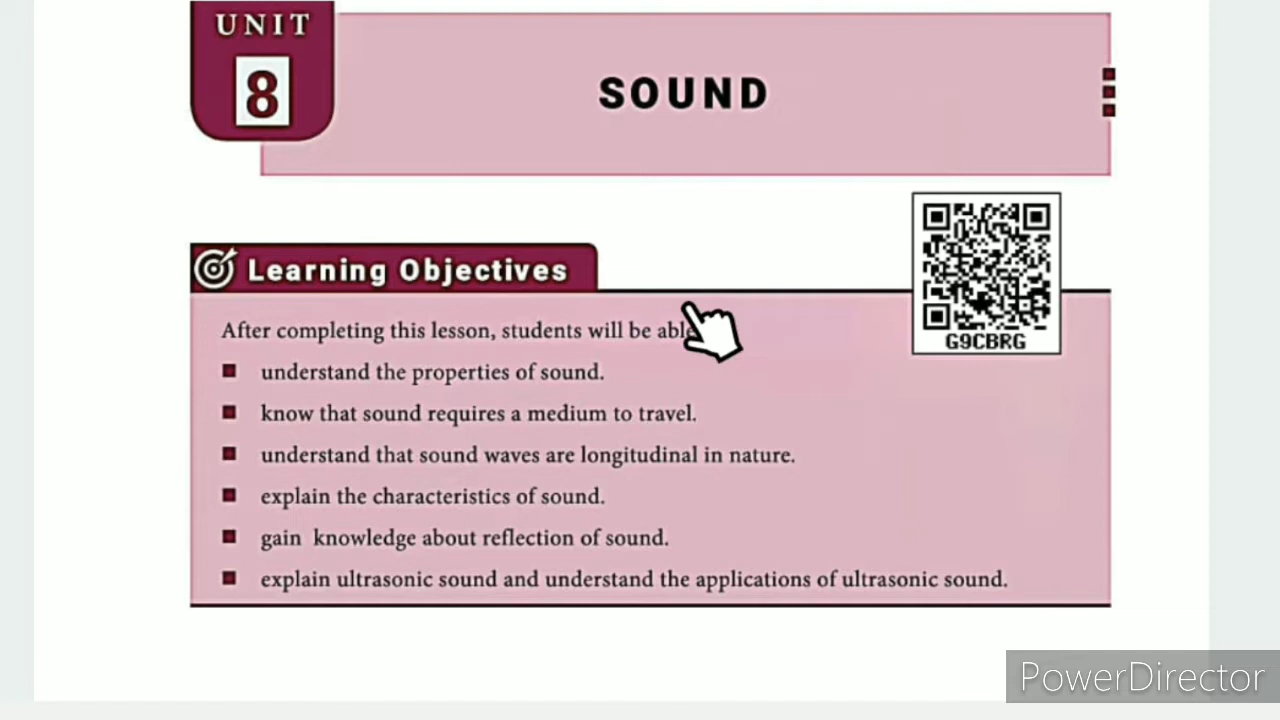 UNIT
8
SOUND
G9CBRG
Learning Objectives
After completing this lesson, students will be able
understand the properties of sound.
know that sound requires a medium to travel.
understand that sound waves are longitudinal in nature.
explain the characteristics of sound.
gain knowledge about reflection of sound.
explain ultrasonic sound and understand the applications of ultrasonic sound.
PowerDirector